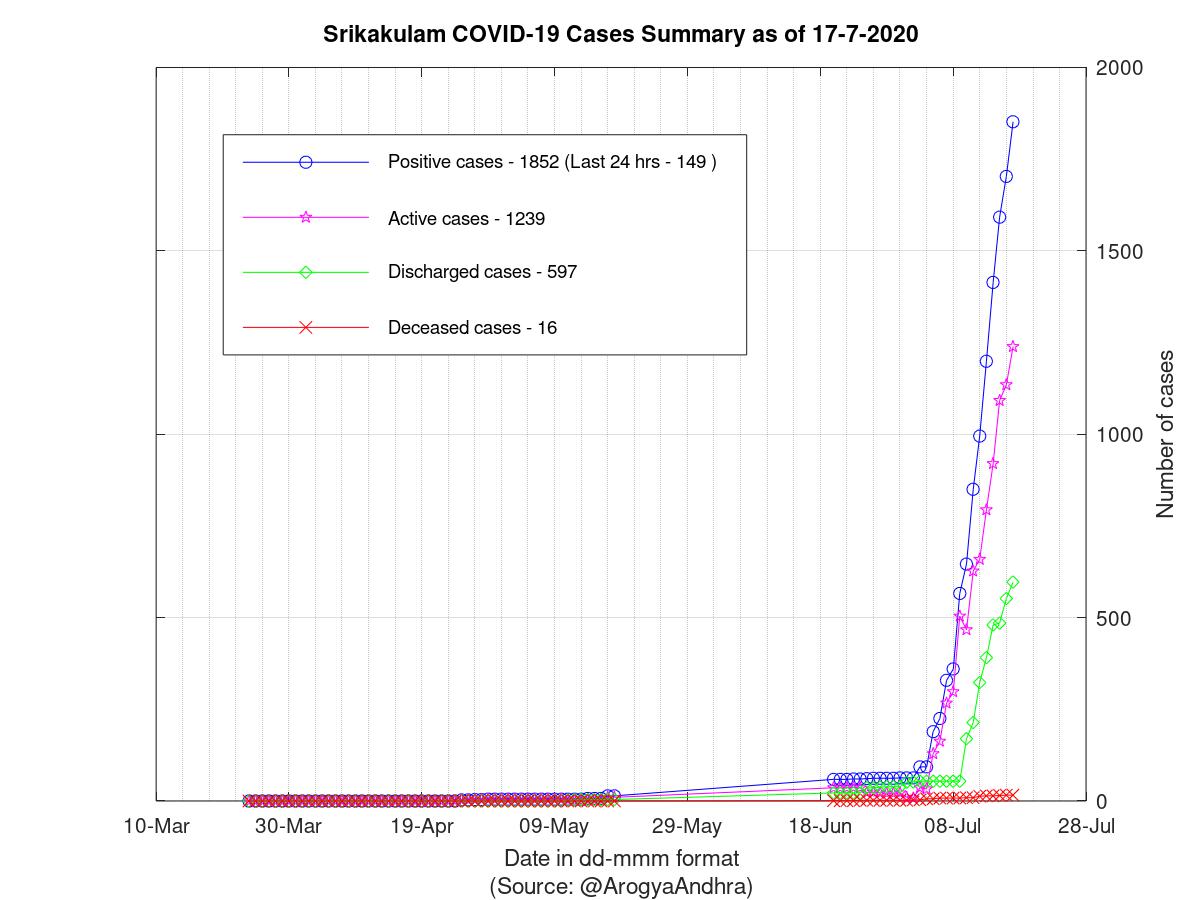 Srikakulam COVID-19 Cases Summary as of 17-7-2020
2000
Positive cases - 1852 (Last 24 hrs - 149 )
Active cases - 1239
1500
Discharged cases - 597
Deceased cases - 16
Number of cases
1000
500
0
10-Mar 30-Mar 19-Apr 09-May 29-May 18-Jun 08-Jul 28-Jul
Date in dd-mmm format
(Source: @ArogyaAndhra)